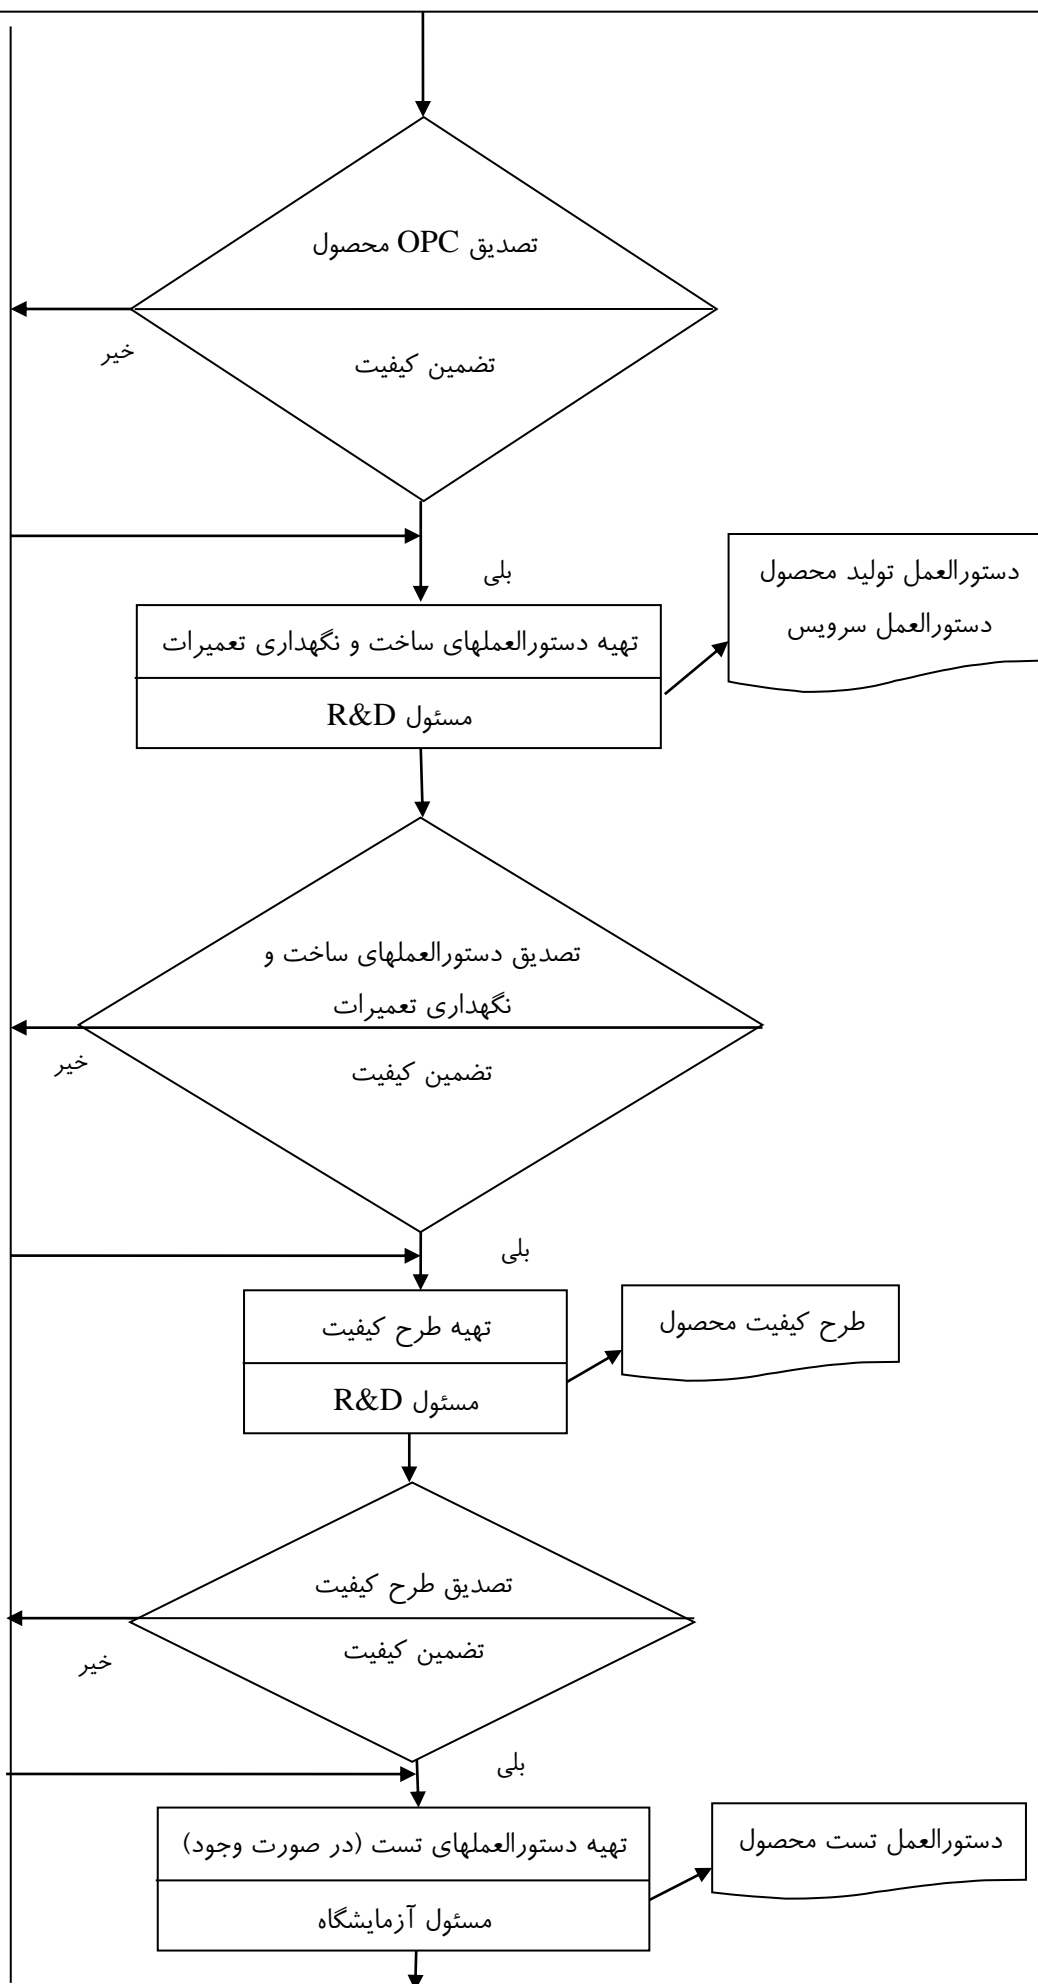 تصدیق OPC محصول
خیر
تضمین کیفیت
بلی
دستورالعمل تولید محصول
دستورالعمل سرویس
تهیه دستورالعملهای ساخت و نگهداری تعمیرات
مسئول R&D
تصدیق دستورالعملهای ساخت و
نگهداری تعمیرات
خیر
تضمین کیفیت
بلی
طرح کیفیت محصول
تهیه طرح کیفیت
مسئول R&D
تصدیق طرح کیفیت
تضمین کیفیت
خیر
بلی
دستورالعمل تست محصول
تهیه دستورالعملهای تست (در صورت وجود)
مسئول آزمایشگاه